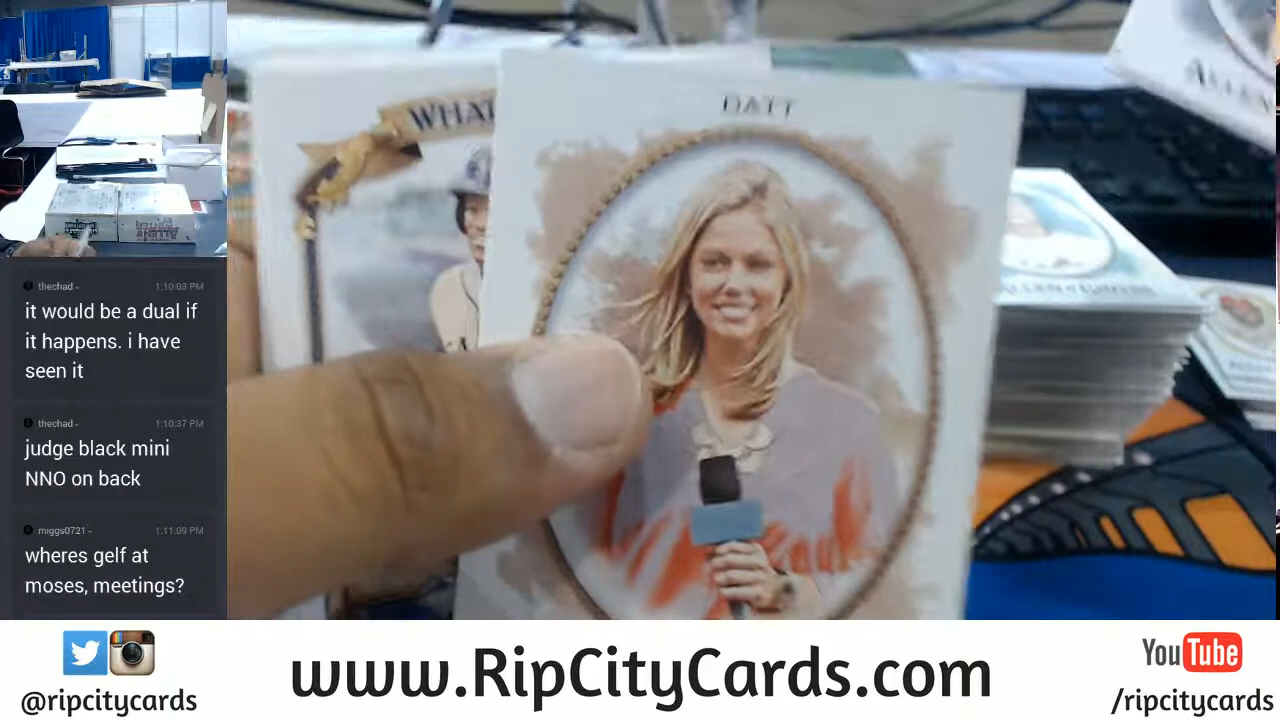 WHAT
thechad - 1:10:03 PM
it would be a dual if
it happens. i have
seen it
thechad - 1:10:37 PM
judge black mini
NNO on back
miggs0721 - 1:11:09 PM
wheres gelf at
moses, meetings?
@ripcitycards
www.RipCityCards.com
YouTube
/ripcitycards